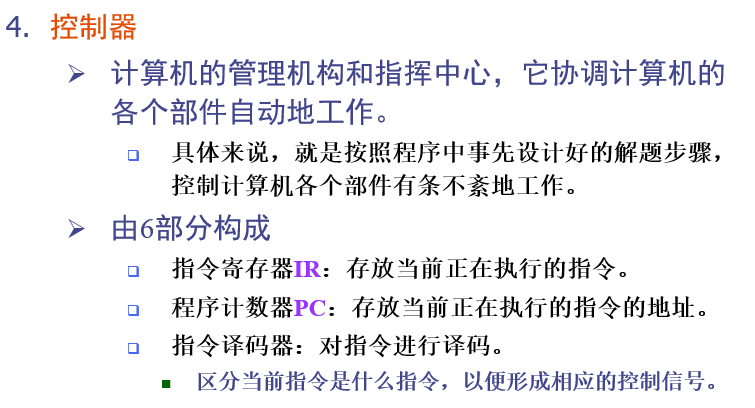 4. 控制器
➢ 计算机的管理机构和指挥中心，它协调计算机的
各个部件自动地工作。
❑ 具体来说，就是按照程序中事先设计好的解题步骤，
控制计算机各个部件有条不紊地工作。
➢ 由6部分构成
❑ 指令寄存器IR：存放当前正在执行的指令。
❑ 程序计数器PC：存放当前正在执行的指令的地址。
❑ 指令译码器：对指令进行译码。
■ 区分当前指令是什么指令，以便形成相应的控制信号。